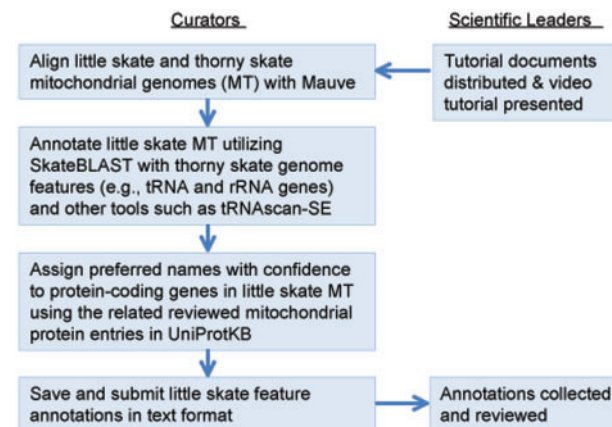 Curators
Scientific Leaders
Align little skate and thorny skate
mitochondrial genomes (MT) with Mauve
Tutorial documents
distributed & video
tutorial presented
Annotate little skate MT utilizing
SkateBLAST with thorny skate genome
features (e.g., tRNA and rRNA genes)
and other tools such as tRNAscan-SE
Assign preferred names with confidence
to protein-coding genes in little skate MT
using the related reviewed mitochondrial
protein entries in UniProtKB
Save and submit little skate feature
annotations in text format
Annotations collected
and reviewed